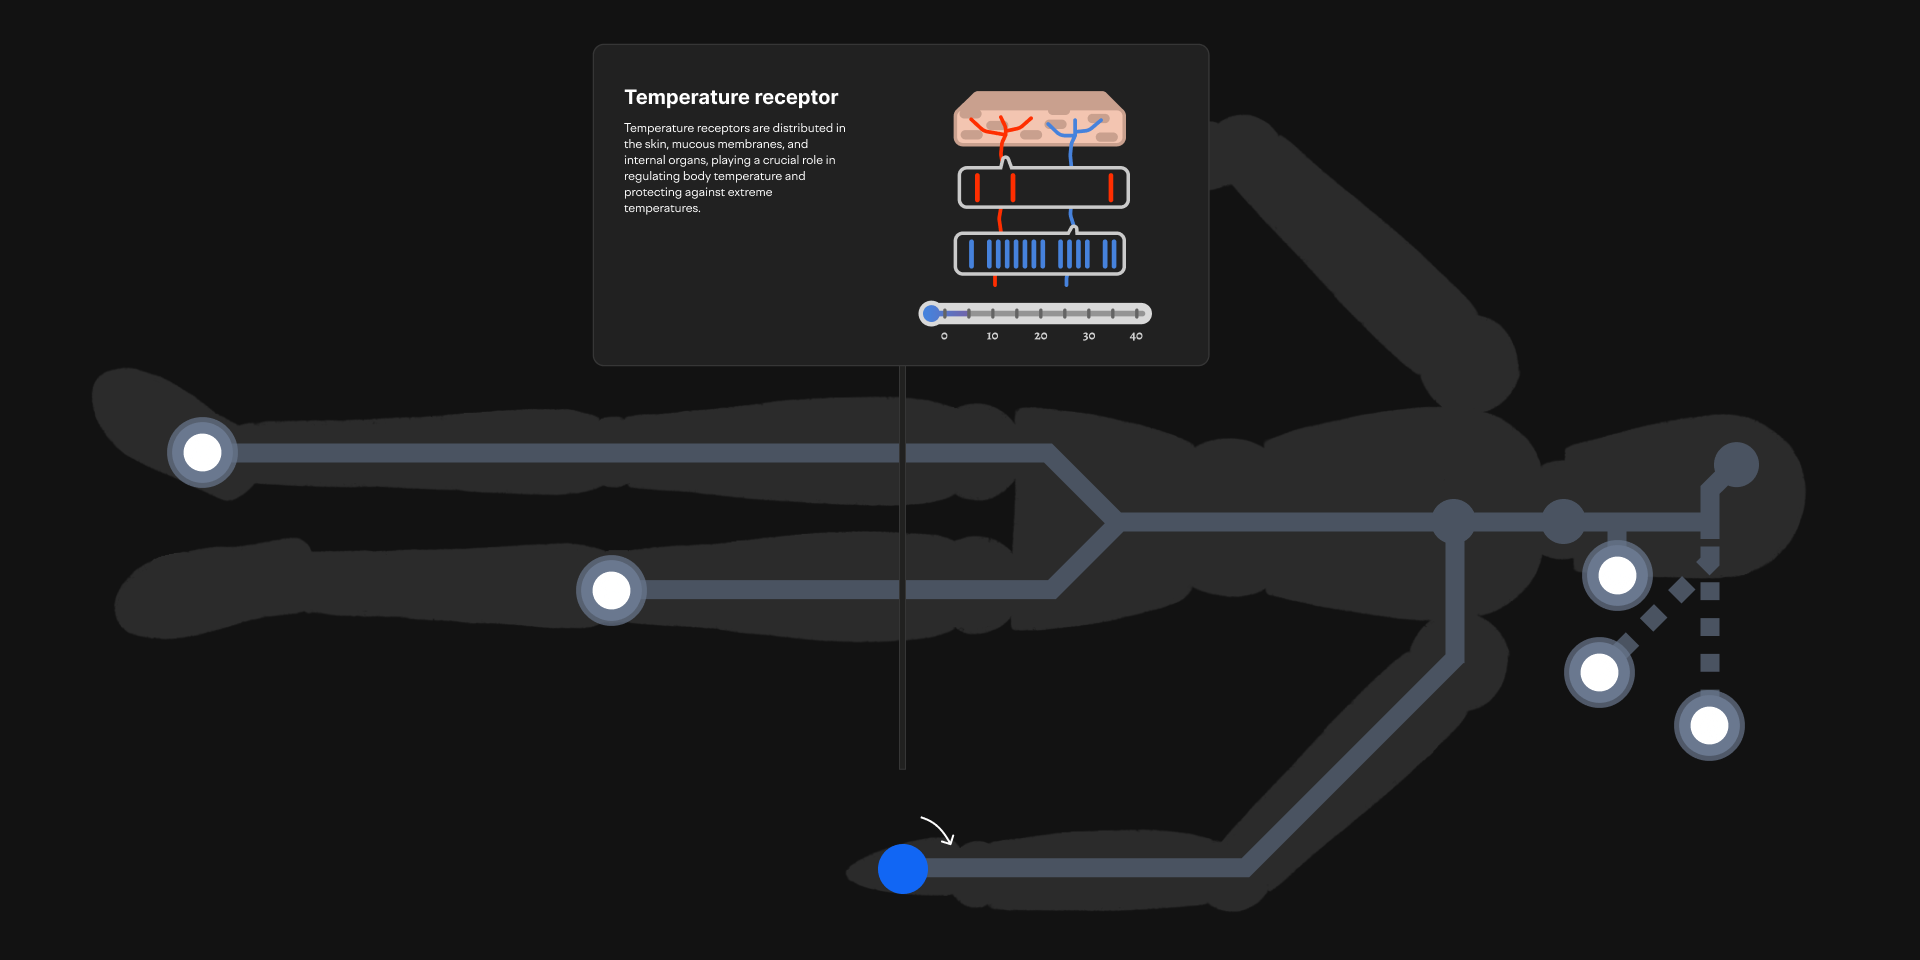 Temperature receptor
Temperature receptors are distributed in
the skin, mucous membranes, and
internal organs, playing a crucial role in
regulating body temperature and
protecting against extreme
temperatures.
0 10 20 30 40